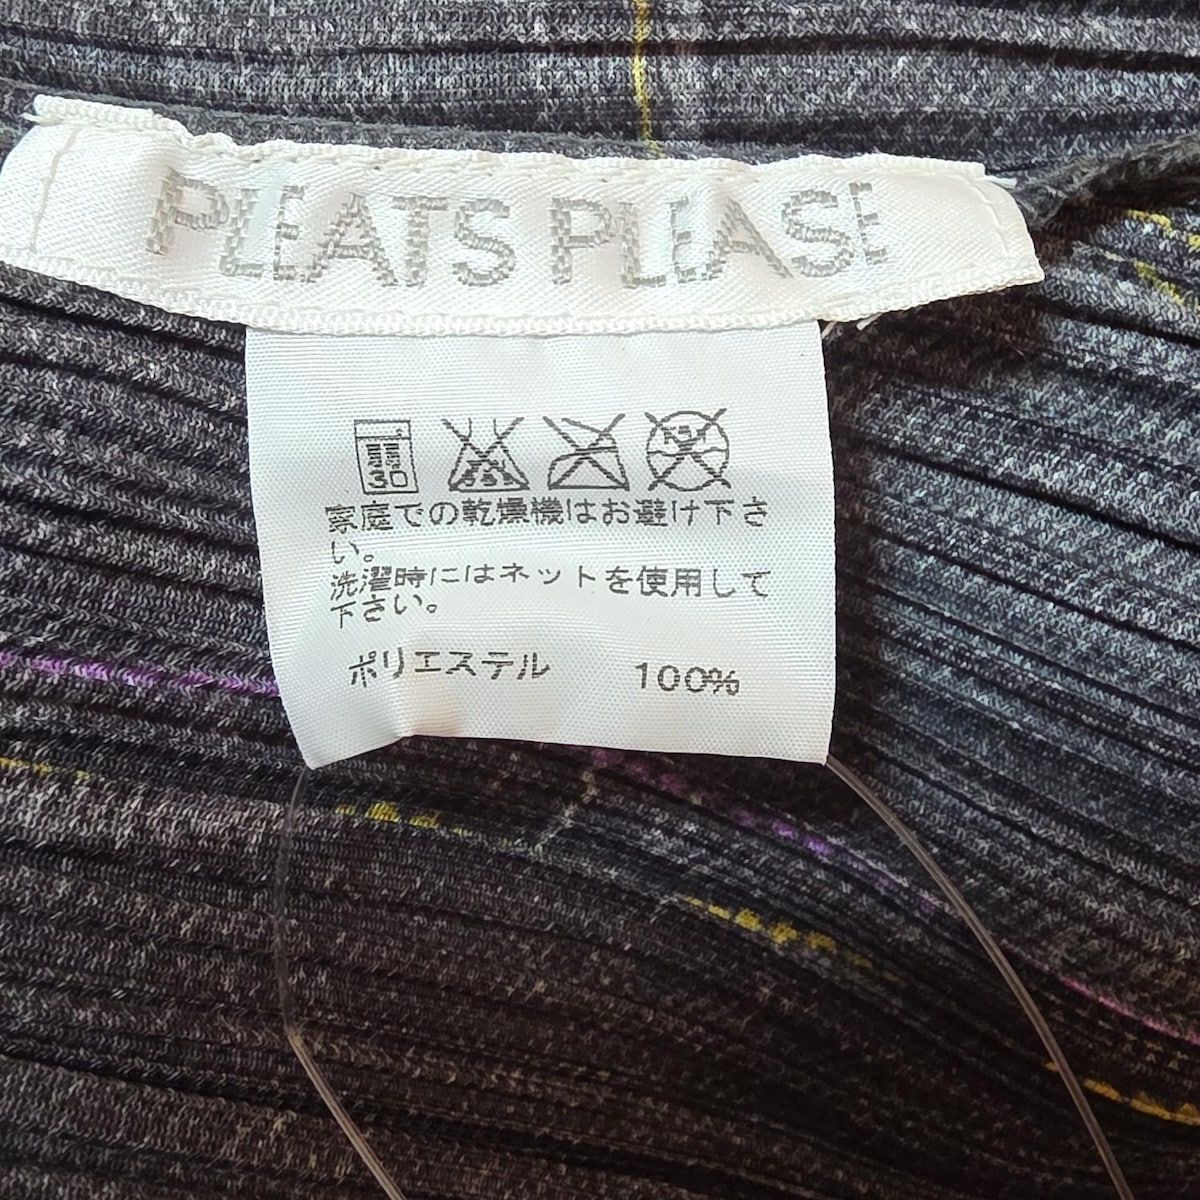 PLEATS PLEASE
30
家庭での乾燥機はお避け下さ
い。
洗濯時にはネットを使用して
下さい。
ポリエステル 100%